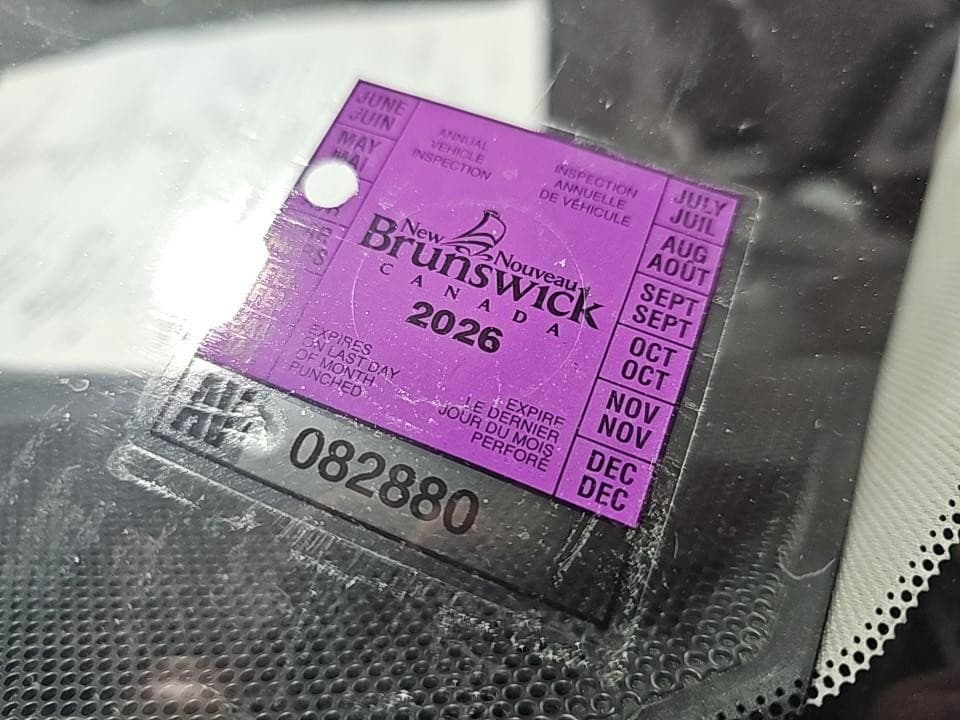 JUNE
JUIN
MAY
MAI
ANNUAL
VEHICLE
INSPECTION
INSPECTION
ANNUELLE
DE VÉHICULE
New Nouveau
Brunswick
CANADA
2026
EXPIRES
ON LAST DAY
OF MONTH
PUNCHED
EXPIRE
LE DERNIER
JOUR DU MOIS
PERFORÉ
JULY
JUIL
AUG
AOÛT
SEPT
SEPT
OCT
OCT
NOV
NOV
DEC
DEC
082880